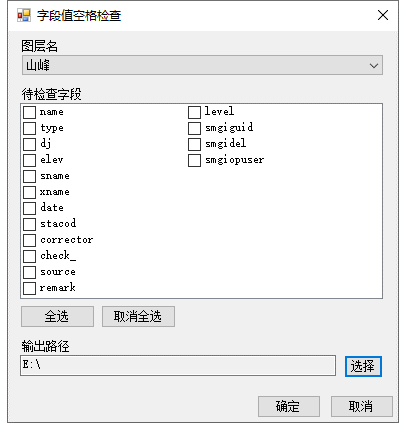 字段值空格检查
图层名
山峰
待检查字段
name
type
dj
elev
sname
xname
date
stacod
corrector
check_
source
remark
level
smgiguid
smgidel
smgiopuser
全选 取消全选
输出路径
E:\ 选择
确定 取消